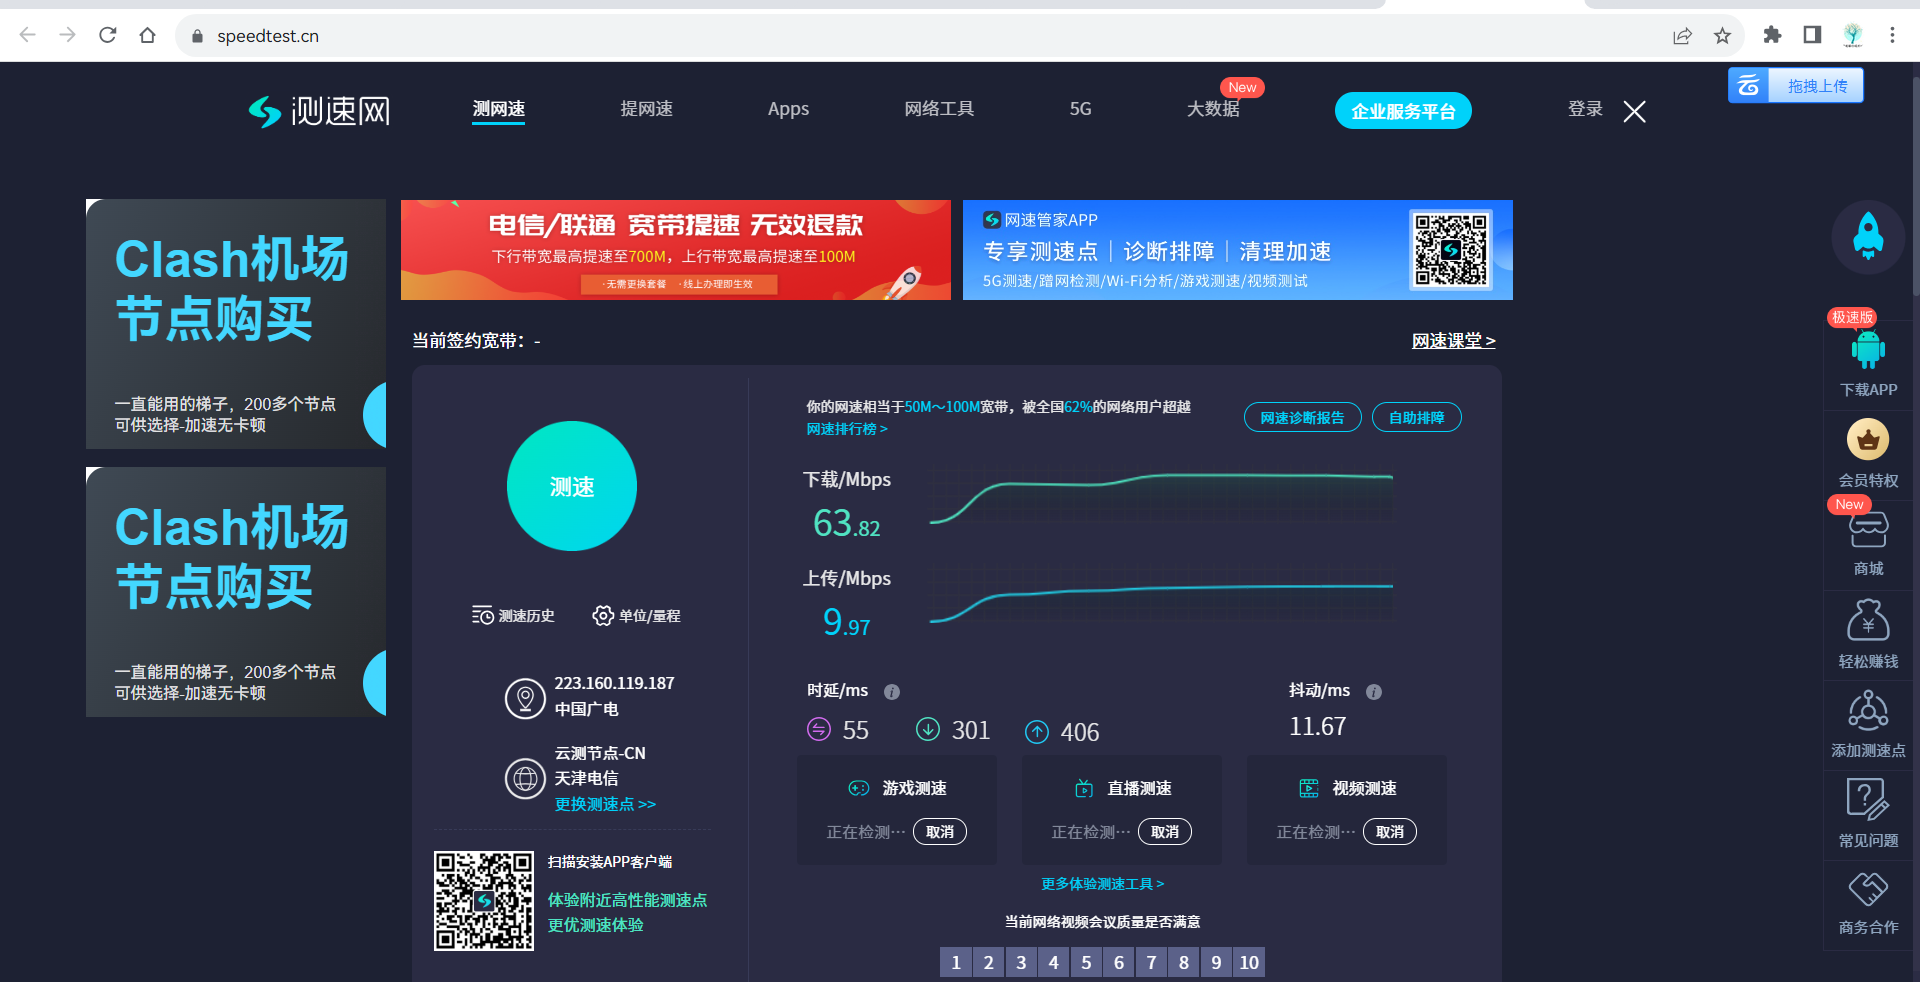 speedtest.cn
拖拽上传
测速网
测网速
提网速
Apps
网络工具
5G
大数据
New
企业服务平台
登录
Clash机场
节点购买
一直能用的梯子，200多个节点
可供选择-加速无卡顿
电信/联通 宽带提速 无效退款
下行带宽最高提速至700M，上行带宽最高提速至100M
·无需更换套餐 ·线上办理即生效
网速管家APP
专享测速点｜诊断排障｜清理加速
5G测速/蹭网检测/Wi-Fi分析/游戏测速/视频测试
当前签约宽带：-
网速课堂 >
Clash机场
节点购买
一直能用的梯子，200多个节点
可供选择-加速无卡顿
测速
测速历史
单位/量程
223.160.119.187
中国广电
云测节点-CN
天津电信
更换测速点 >>
扫描安装APP客户端
体验附近高性能测速点
更优测速体验
你的网速相当于50M～100M宽带，被全国62%的网络用户超越
网速排行榜 >
网速诊断报告
自助排障
下载/Mbps
63.82
上传/Mbps
9.97
时延/ms
55
301
406
抖动/ms
11.67
游戏测速
正在检测···
取消
直播测速
正在检测···
取消
视频测速
正在检测···
取消
更多体验测速工具 >
当前网络视频会议质量是否满意
1 2 3 4 5 6 7 8 9 10
极速版
下载APP
会员特权
New
商城
轻松赚钱
添加测速点
常见问题
商务合作